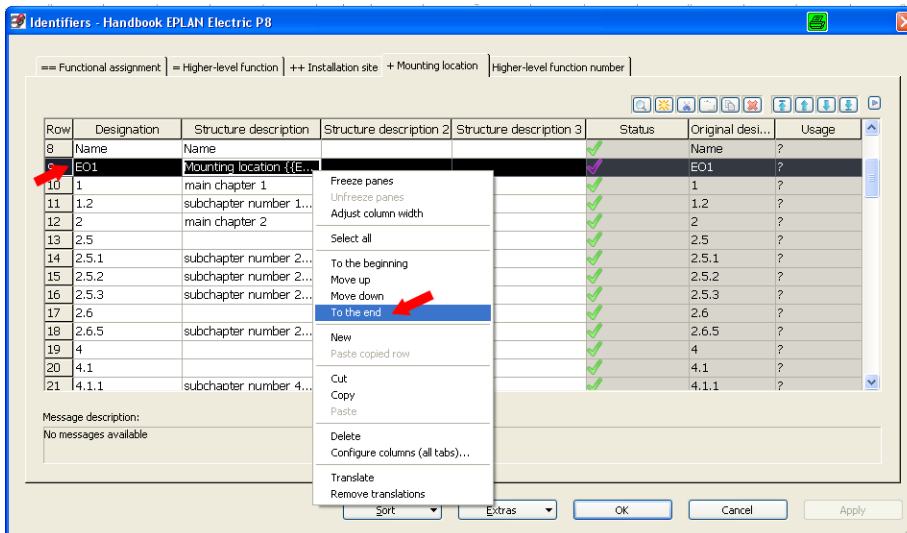 Identifiers - Handbook EPLAN Electric P8
== Functional assignment = Higher-level function ++ Installation site + Mounting location Higher-level function number
Row Designation Structure description Structure description 2 Structure description 3 Status Original desi... Usage
8 Name Name Name ?
9 EO1 Mounting location {{E... EO1 ?
10 1 main chapter 1 1 ?
11 1.2 subchapter number 1... 1.2 ?
12 2 main chapter 2 2 ?
13 2.5 2.5 ?
14 2.5.1 subchapter number 2... 2.5.1 ?
15 2.5.2 subchapter number 2... 2.5.2 ?
16 2.5.3 subchapter number 2... 2.5.3 ?
17 2.6 2.6 ?
18 2.6.5 subchapter number 2... 2.6.5 ?
19 4 4 ?
20 4.1 4.1 ?
21 4.1.1 subchapter number 4... 4.1.1 ?
Freeze panes
Unfreeze panes
Adjust column width
Select all
To the beginning
Move up
Move down
To the end
New
Paste copied row
Cut
Copy
Paste
Delete
Configure columns (all tabs)...
Translate
Remove translations
Message description:
No messages available
Sort Extras OK Cancel Apply